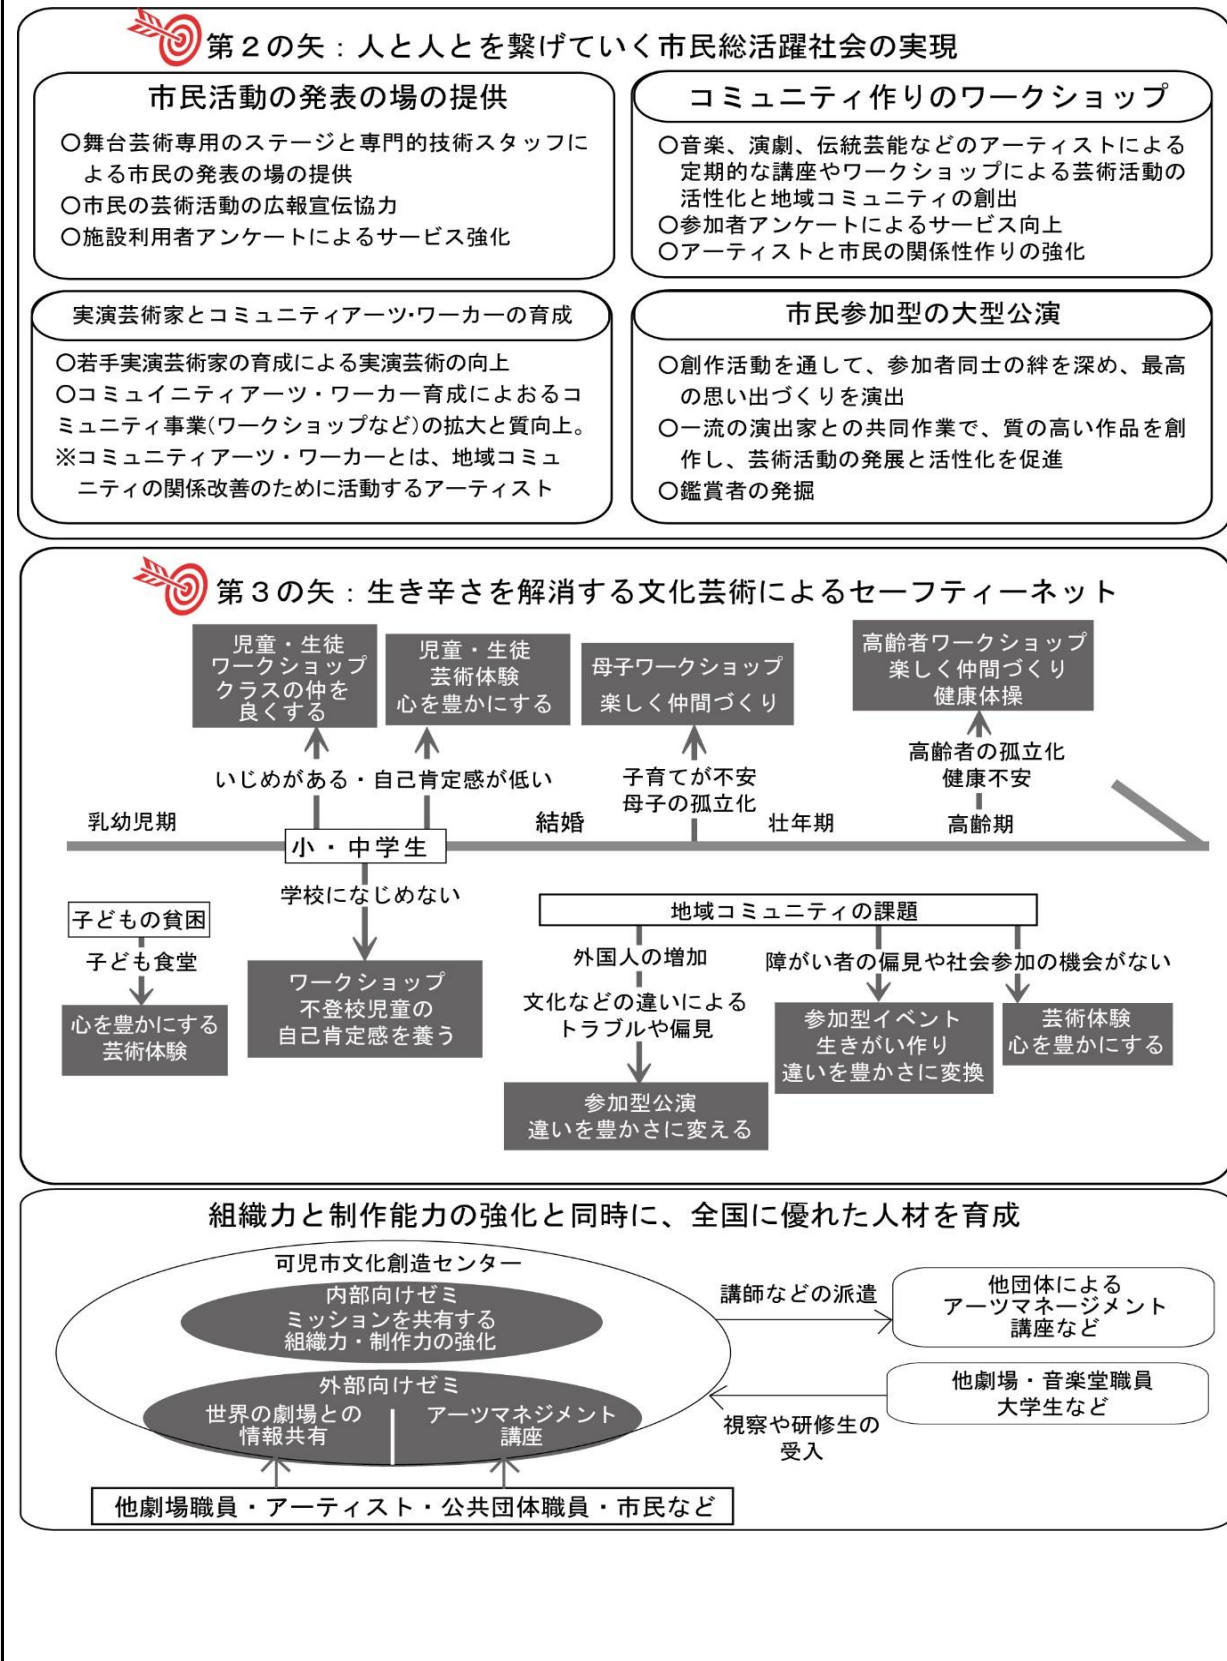 第２の矢：人と人とを繋げていく市民総活躍社会の実現
市民活動の発表の場の提供
〇舞台芸術専用のステージと専門的技術スタッフに
よる市民の発表の場の提供
〇市民の芸術活動の広報宣伝協力
〇施設利用者アンケートによるサービス強化
コミュニティ作りのワークショップ
〇音楽、演劇、伝統芸能などのアーティストによる
定期的な講座やワークショップによる芸術活動の
活性化と地域コミュニティの創出
〇参加者アンケートによるサービス向上
〇アーティストと市民の関係性作りの強化
実演芸術家とコミュニティアーツ・ワーカーの育成
〇若手実演芸術家の育成による実演芸術の向上
〇コミュイニティアーツ・ワーカー育成によおるコ
ミュニティ事業(ワークショップなど)の拡大と質向上。
※コミュニティアーツ・ワーカーとは、地域コミュ
ニティの関係改善のために活動するアーティスト
市民参加型の大型公演
〇創作活動を通して、参加者同士の絆を深め、最高
の思い出づくりを演出
〇一流の演出家との共同作業で、質の高い作品を創
作し、芸術活動の発展と活性化を促進
〇鑑賞者の発掘
第３の矢：生き辛さを解消する文化芸術によるセーフティーネット
児童・生徒
ワークショップ
クラスの仲を
良くする
児童・生徒
芸術体験
心を豊かにする
母子ワークショップ
楽しく仲間づくり
高齢者ワークショップ
楽しく仲間づくり
健康体操
いじめがある・自己肯定感が低い
子育てが不安
母子の孤立化
高齢者の孤立化
健康不安
乳幼児期
小・中学生
結婚
壮年期
高齢期
学校になじめない
ワークショップ
不登校児童の
自己肯定感を養う
子どもの貧困
子ども食堂
心を豊かにする
芸術体験
地域コミュニティの課題
外国人の増加
文化などの違いによる
トラブルや偏見
参加型公演
違いを豊かさに変える
障がい者の偏見や社会参加の機会がない
参加型イベント
生きがい作り
違いを豊かさに変換
芸術体験
心を豊かにする
組織力と制作能力の強化と同時に、全国に優れた人材を育成
可児市文化創造センター
内部向けゼミ
ミッションを共有する
組織力・制作力の強化
外部向けゼミ
世界の劇場との
情報共有
アーツマネジメント
講座
他劇場職員・アーティスト・公共団体職員・市民など
講師などの派遣
他団体による
アーツマネージメント
講座など
他劇場・音楽堂職員
大学生など
視察や研修生の
受入